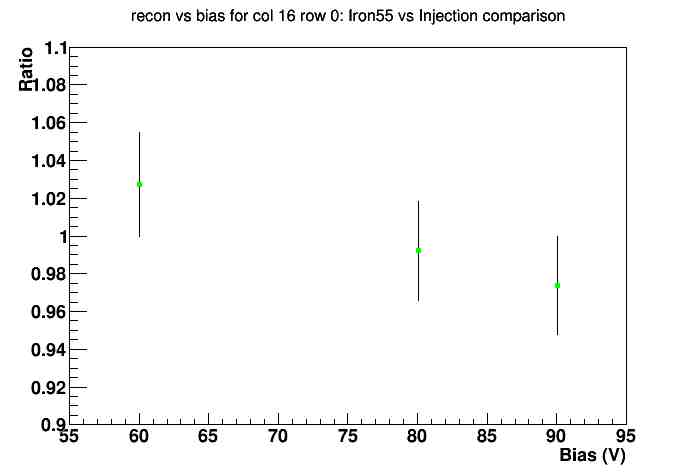 recon vs bias for col 16 row 0: Iron55 vs Injection comparison
Ratio
1.1
1.08
1.06
1.04
1.02
1
0.98
0.96
0.94
0.92
0.9
55 60 65 70 75 80 85 90 95
Bias (V)